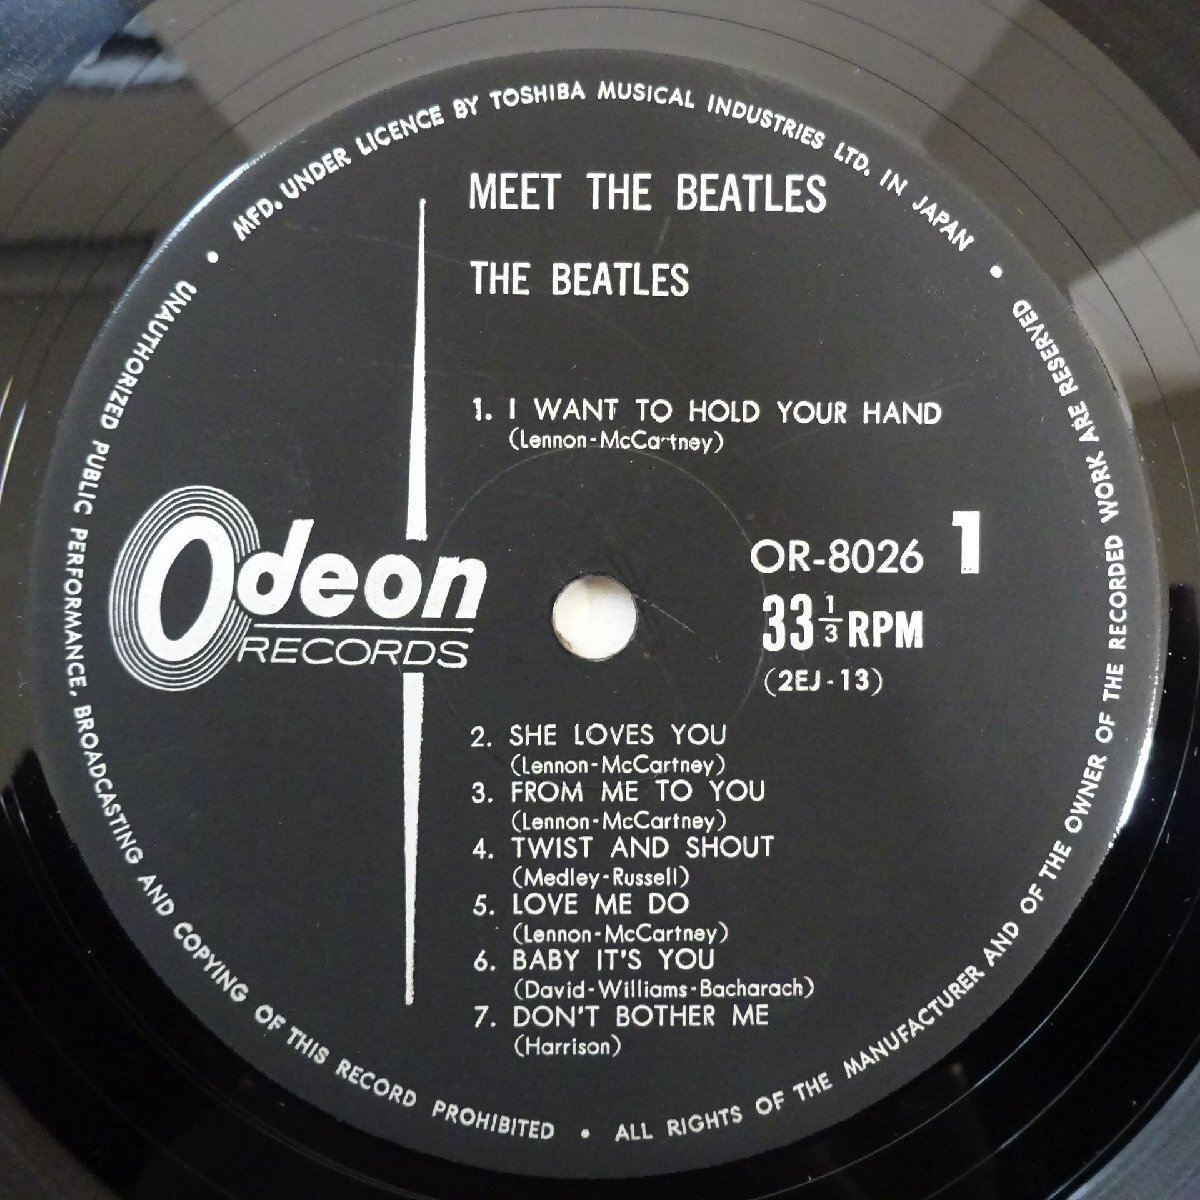 MFD. UNDER LICENCE BY TOSHIBA MUSICAL INDUSTRIES LTD. IN JAPAN
MEET THE BEATLES
THE BEATLES
1. I WANT TO HOLD YOUR HAND
(Lennon-McCartney)
Odeon
RECORDS
OR-8026 1
33 1/3 RPM
(2EJ-13)
2. SHE LOVES YOU
(Lennon-McCartney)
3. FROM ME TO YOU
(Lennon-McCartney)
4. TWIST AND SHOUT
(Medley-Russell)
5. LOVE ME DO
(Lennon-McCartney)
6. BABY IT'S YOU
(David-Williams-Bacharach)
7. DON'T BOTHER ME
(Harrison)
UNAUTHORIZED PUBLIC PERFORMANCE, BROADCASTING AND COPYING OF THIS RECORD PROHIBITED • ALL RIGHTS OF THE MANUFACTURER AND OF THE OWNER OF THE RECORDED WORK ARE RESERVED •